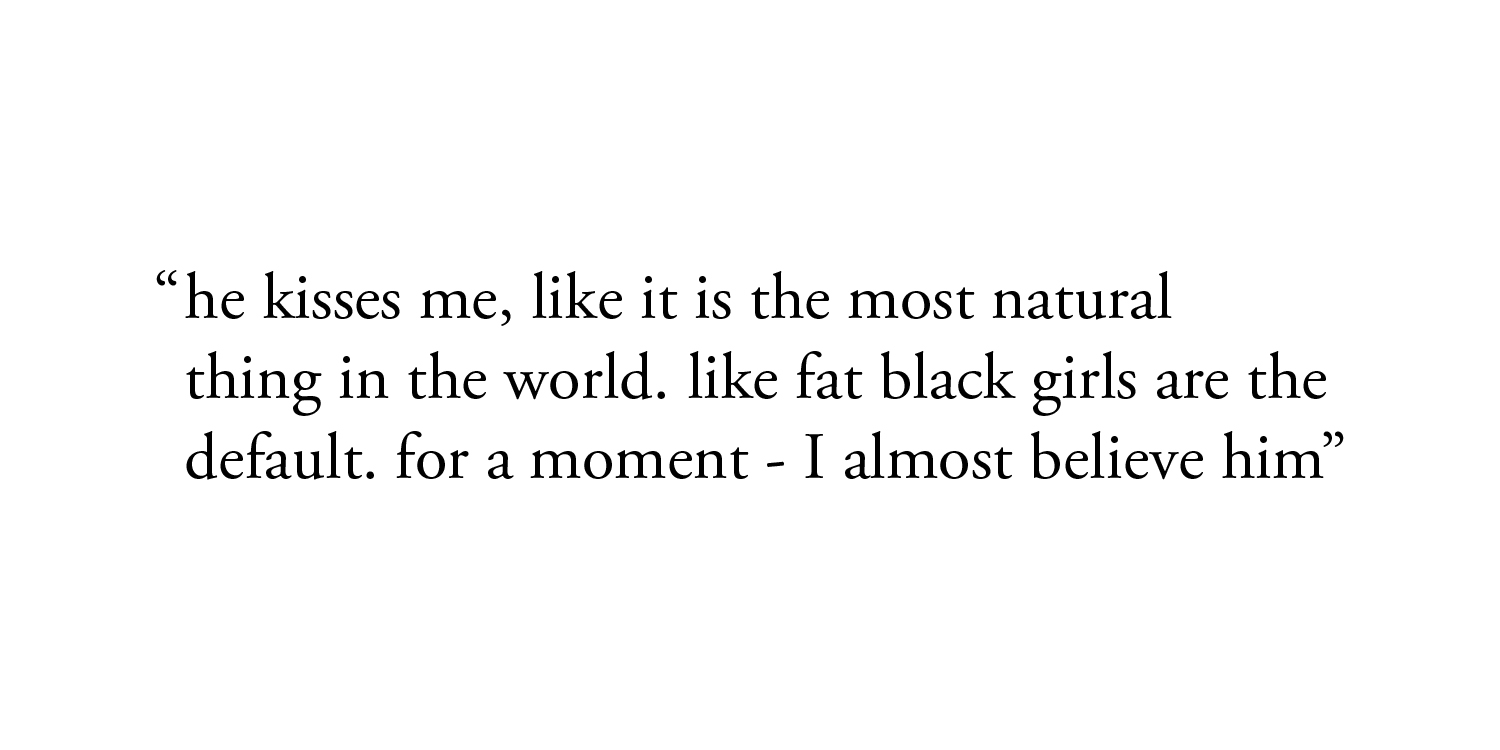 “he kisses me, like it is the most natural
thing in the world. like fat black girls are the
default. for a moment - I almost believe him”